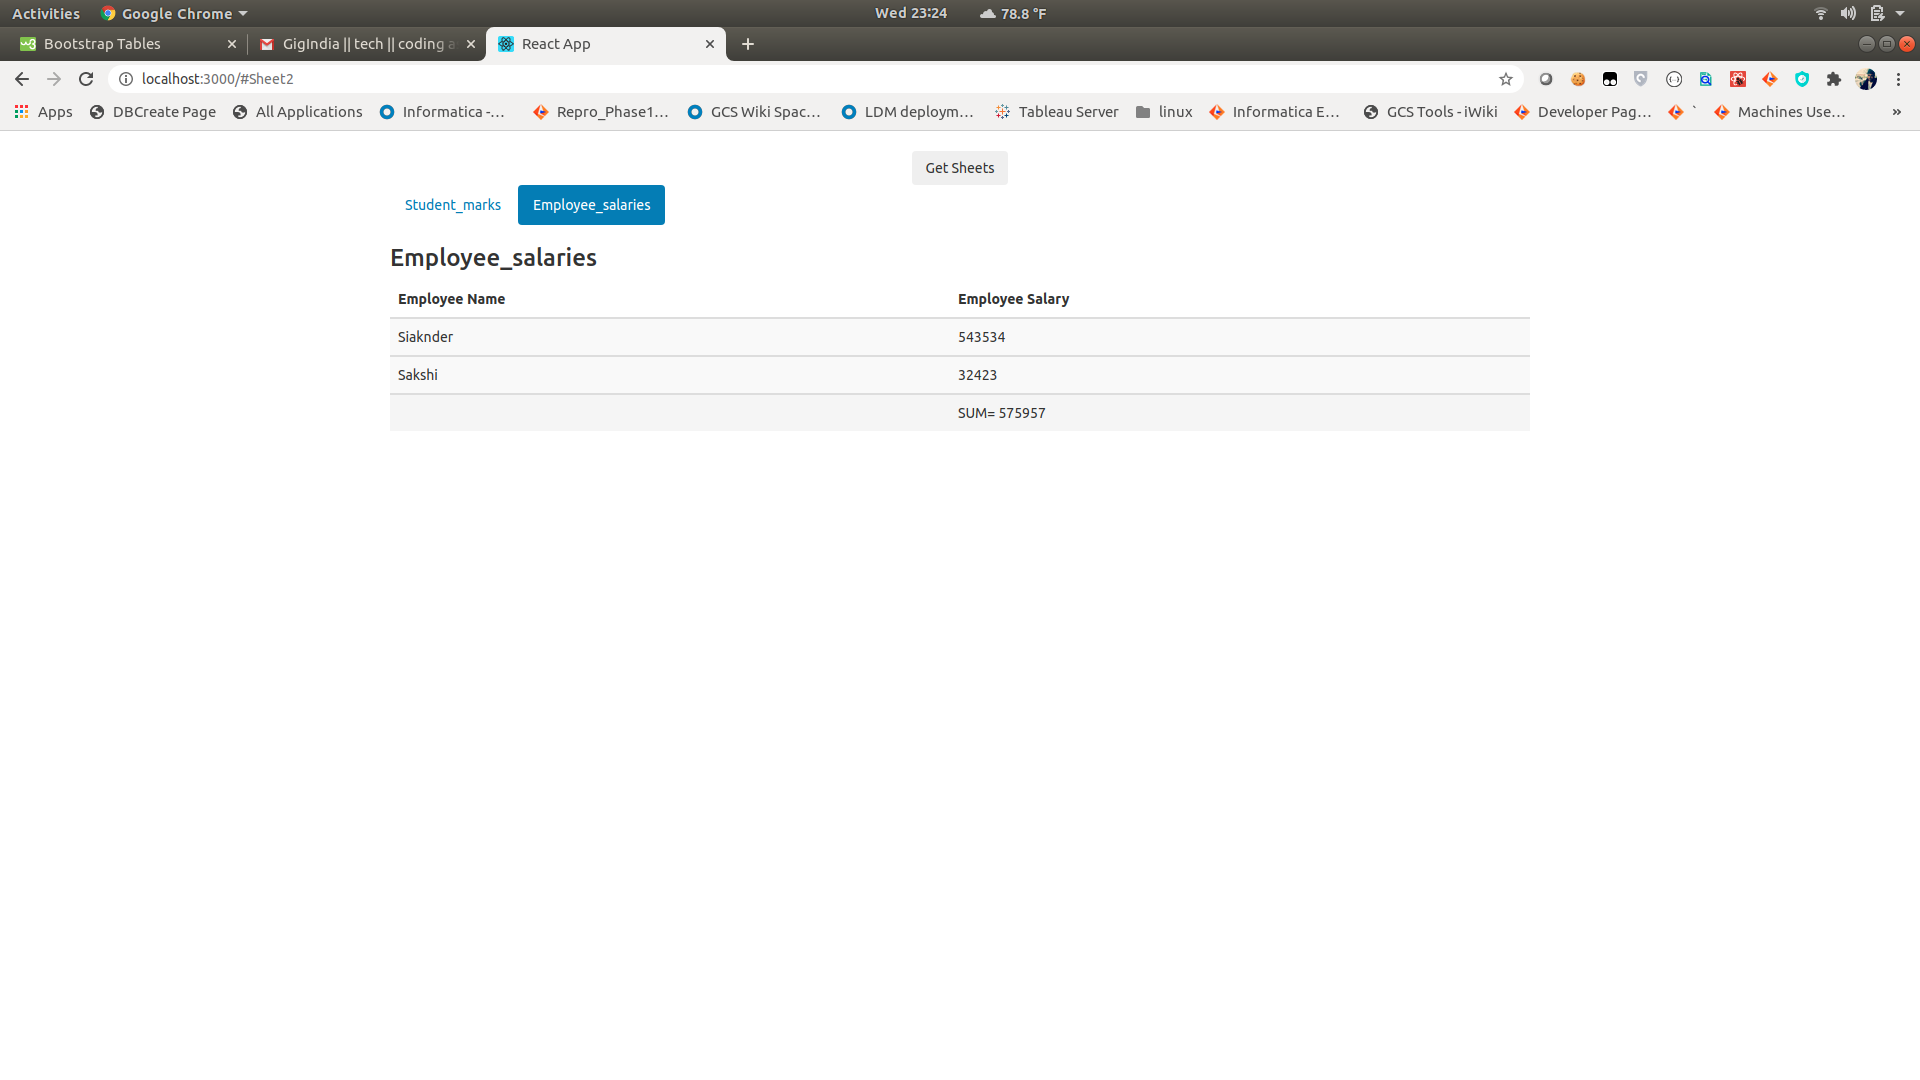 Activities Google Chrome Wed 23:24 78.8 °F
Bootstrap Tables GigIndia || tech || coding a React App
localhost:3000/#Sheet2
Apps DBCreate Page All Applications Informatica -... Repro_Phase1... GCS Wiki Spac... LDM deploym... Tableau Server linux Informatica E... GCS Tools - iWiki Developer Pag... ` Machines Use... »
Get Sheets
Student_marks Employee_salaries
Employee_salaries
Employee Name Employee Salary
Siaknder 543534
Sakshi 32423
SUM= 575957